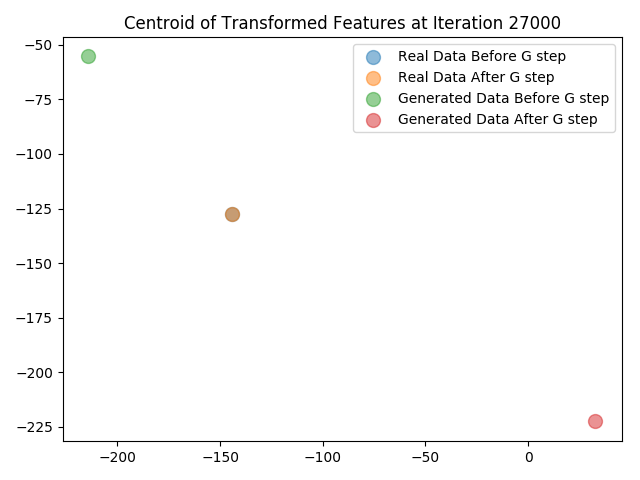 Centroid of Transformed Features at Iteration 27000
Real Data Before G step
Real Data After G step
Generated Data Before G step
Generated Data After G step
−50
−75
−100
−125
−150
−175
−200
−225
−200
−150
−100
−50
0